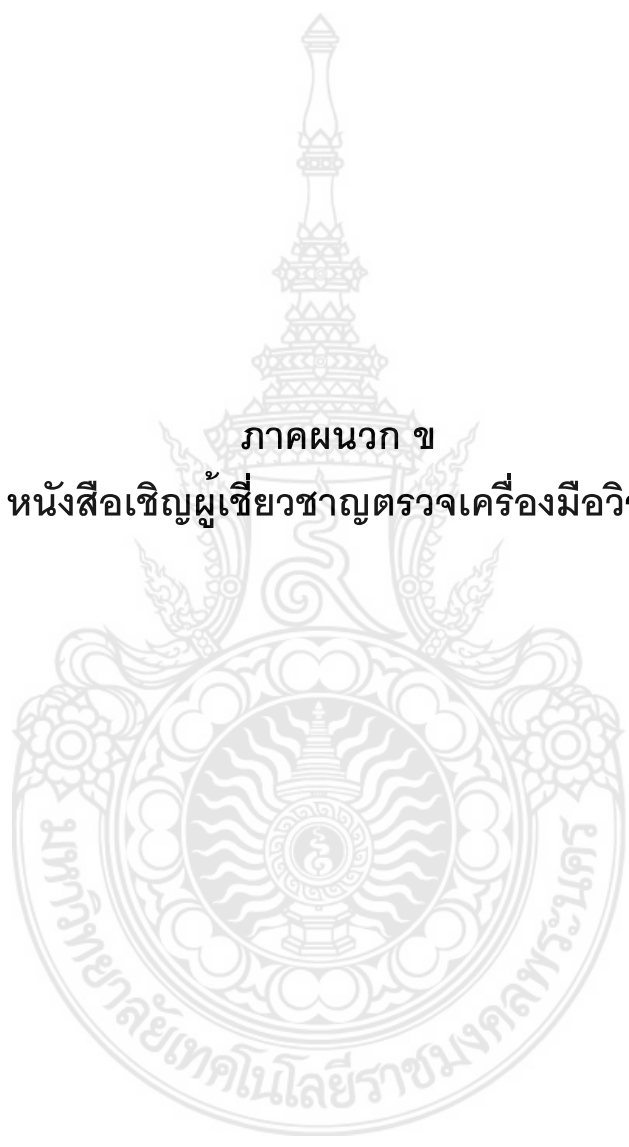 ภาคผนวก ข
หนังสือเชิญผู้เชี่ยวชาญตรวจเครื่องมือวิ
มหาวิทยาลัยเทคโนโลยีราชมงคลพระนคร